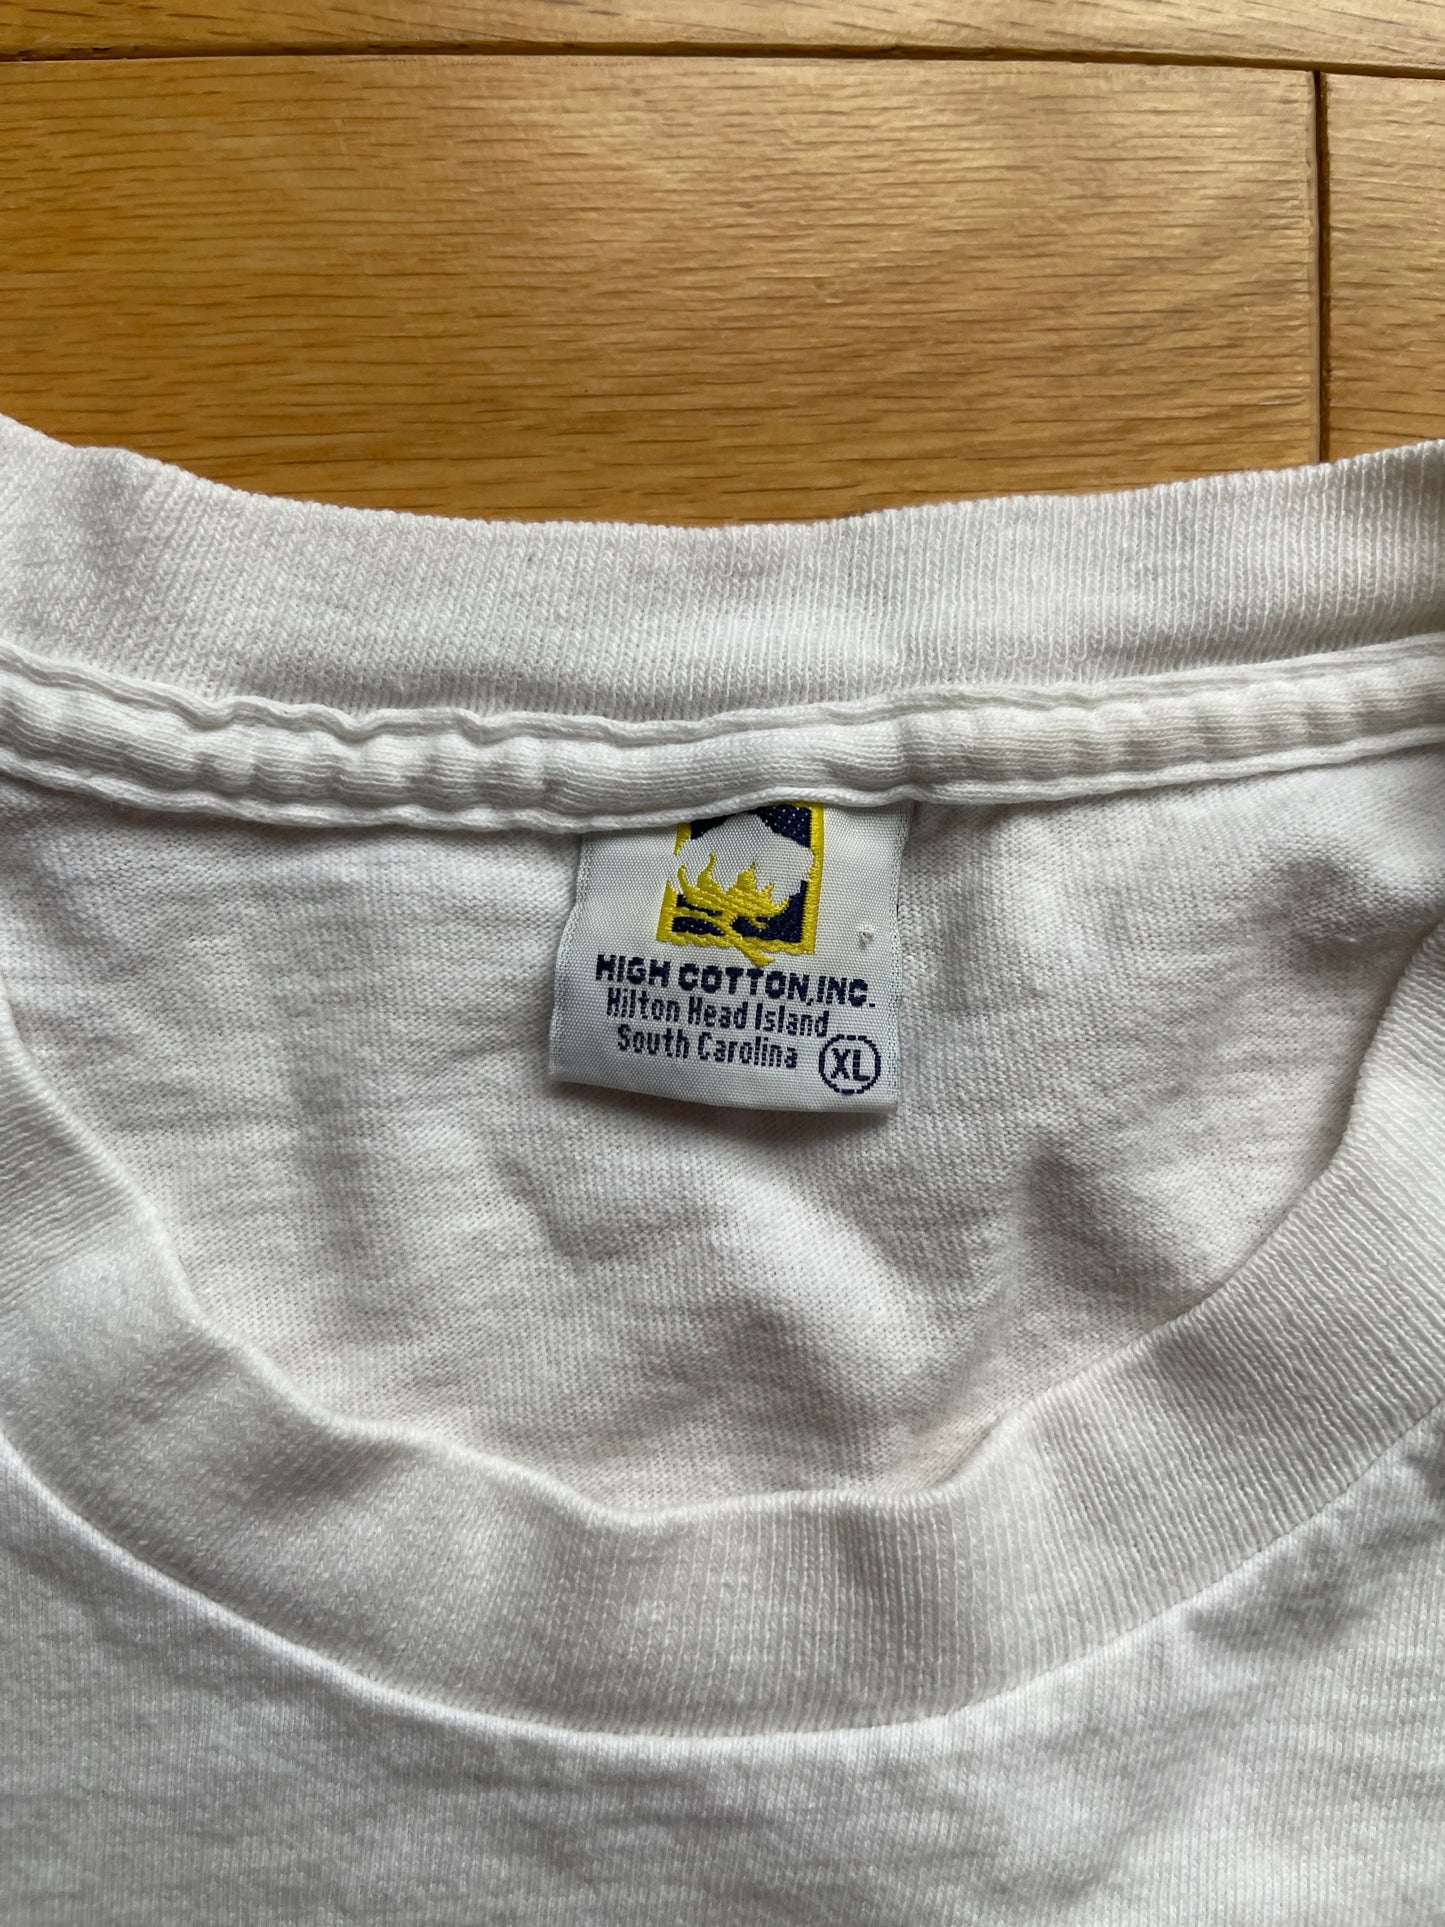 HIGH COTTON, INC.
Hilton Head Island
South Carolina
XL